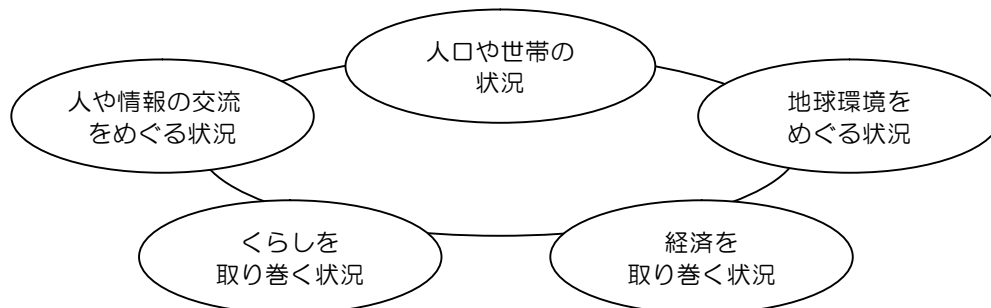 人口や世帯の
状況
人や情報の交流
をめぐる状況
地球環境を
めぐる状況
くらしを
取り巻く状況
経済を
取り巻く状況